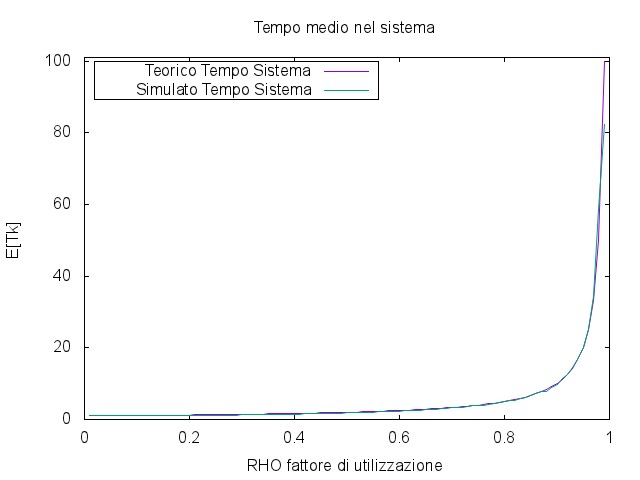 Tempo medio nel sistema
Teorico Tempo Sistema
Simulato Tempo Sistema
100
80
60
40
20
0
E[Tk]
0 0.2 0.4 0.6 0.8 1
RHO fattore di utilizzazione